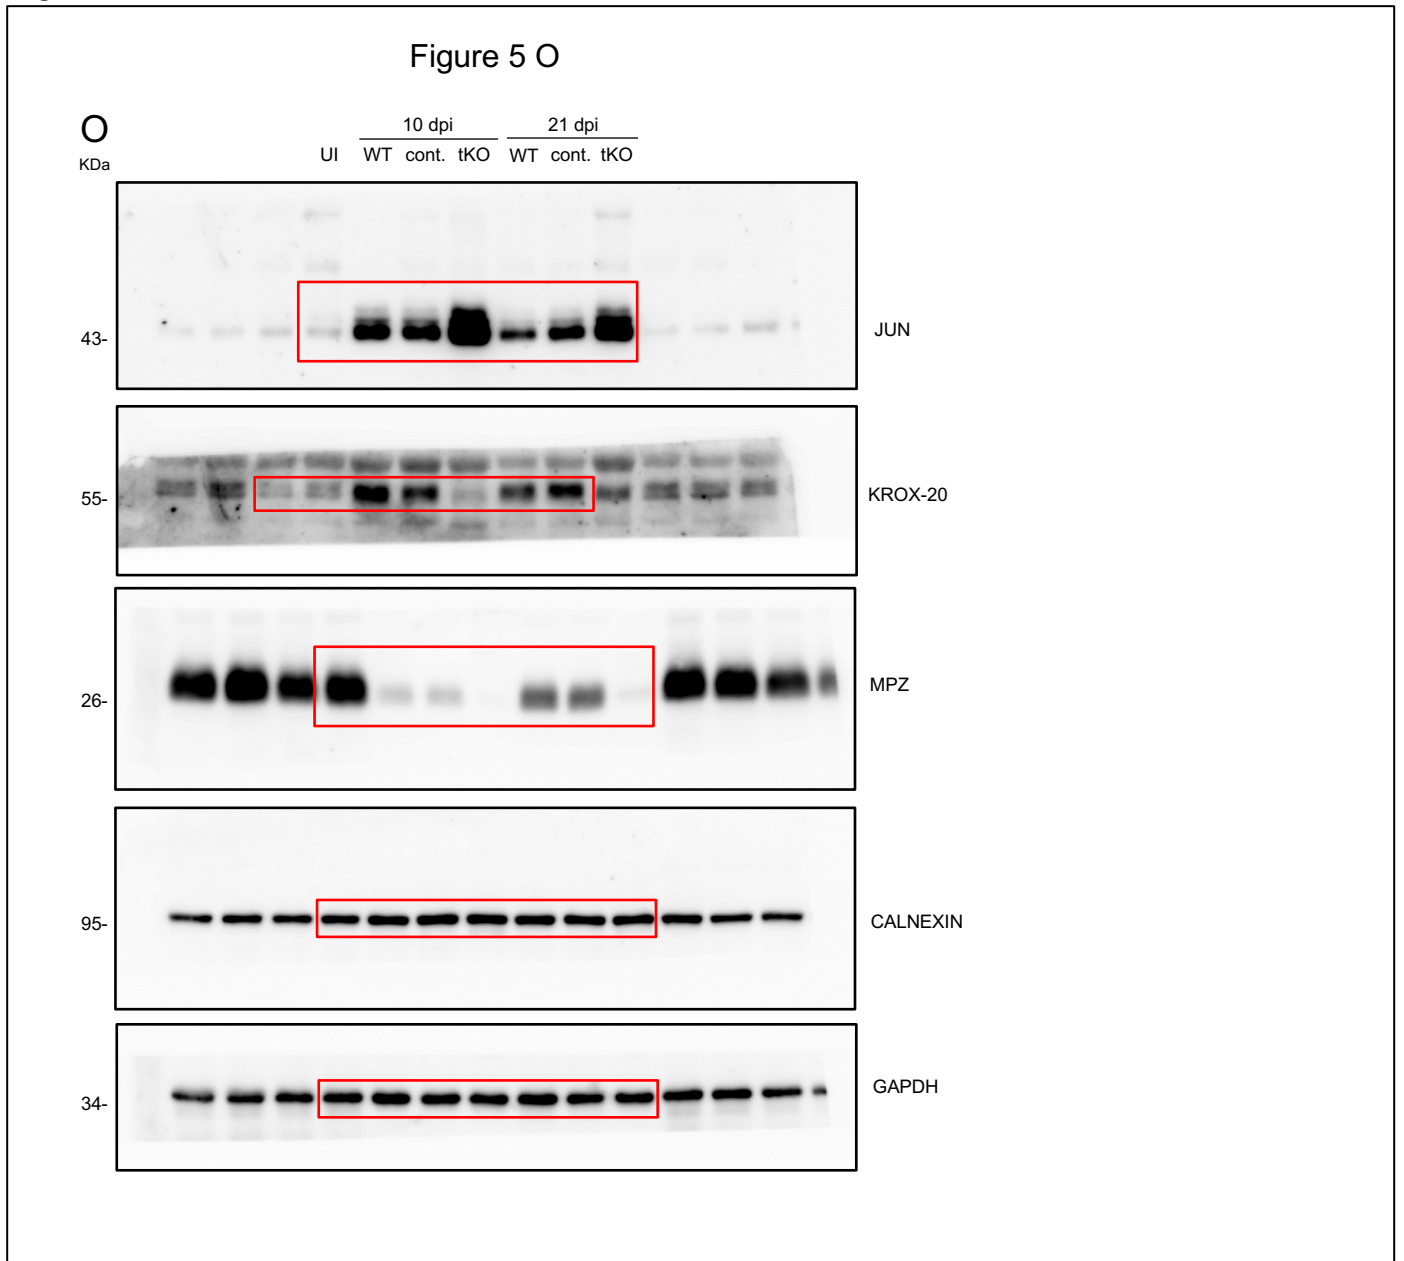 Figure 5 O
O
KDa
10 dpi 21 dpi
UI WT cont. tKO WT cont. tKO
43- JUN
55- KROX-20
26- MPZ
95- CALNEXIN
34- GAPDH